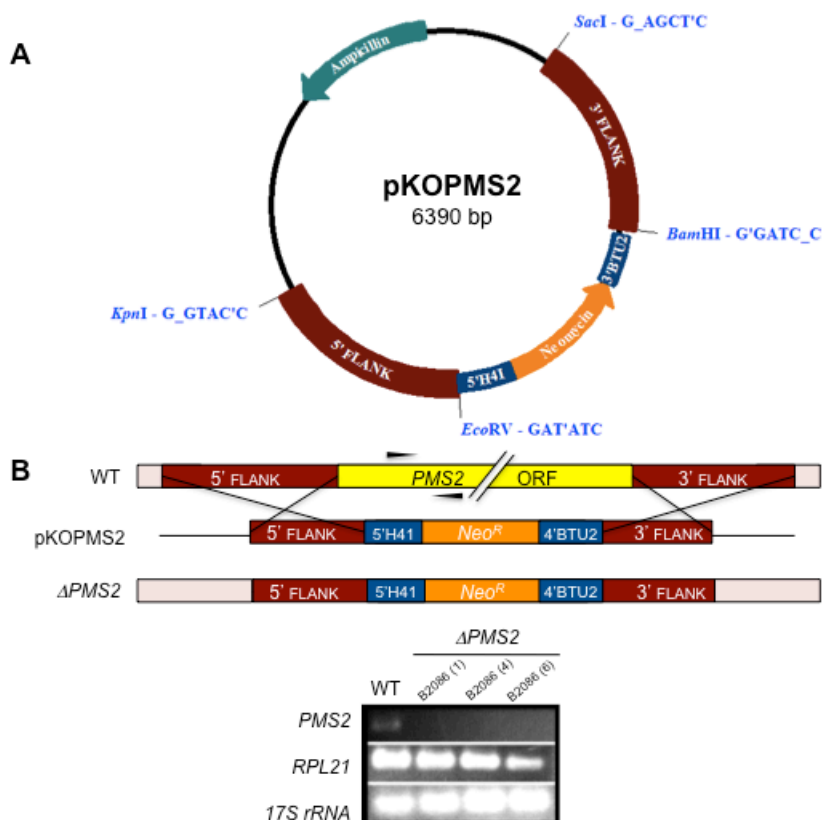 A
SacI - G_AGCT'C
Ampicillin
3' FLANK
pKOPMS2
6390 bp
BamHI - G'GATC_C
3'BTU2
KpnI - G_GTAC'C
Neomycin
5' FLANK
5'H4I
EcoRV - GAT'ATC
B
WT 5' FLANK PMS2 ORF 3' FLANK
pKOPMS2 5' FLANK 5'H41 NeoR 4'BTU2 3' FLANK
ΔPMS2 5' FLANK 5'H41 NeoR 4'BTU2 3' FLANK
ΔPMS2
WT B2086 (1) B2086 (4) B2086 (6)
PMS2
RPL21
17S rRNA